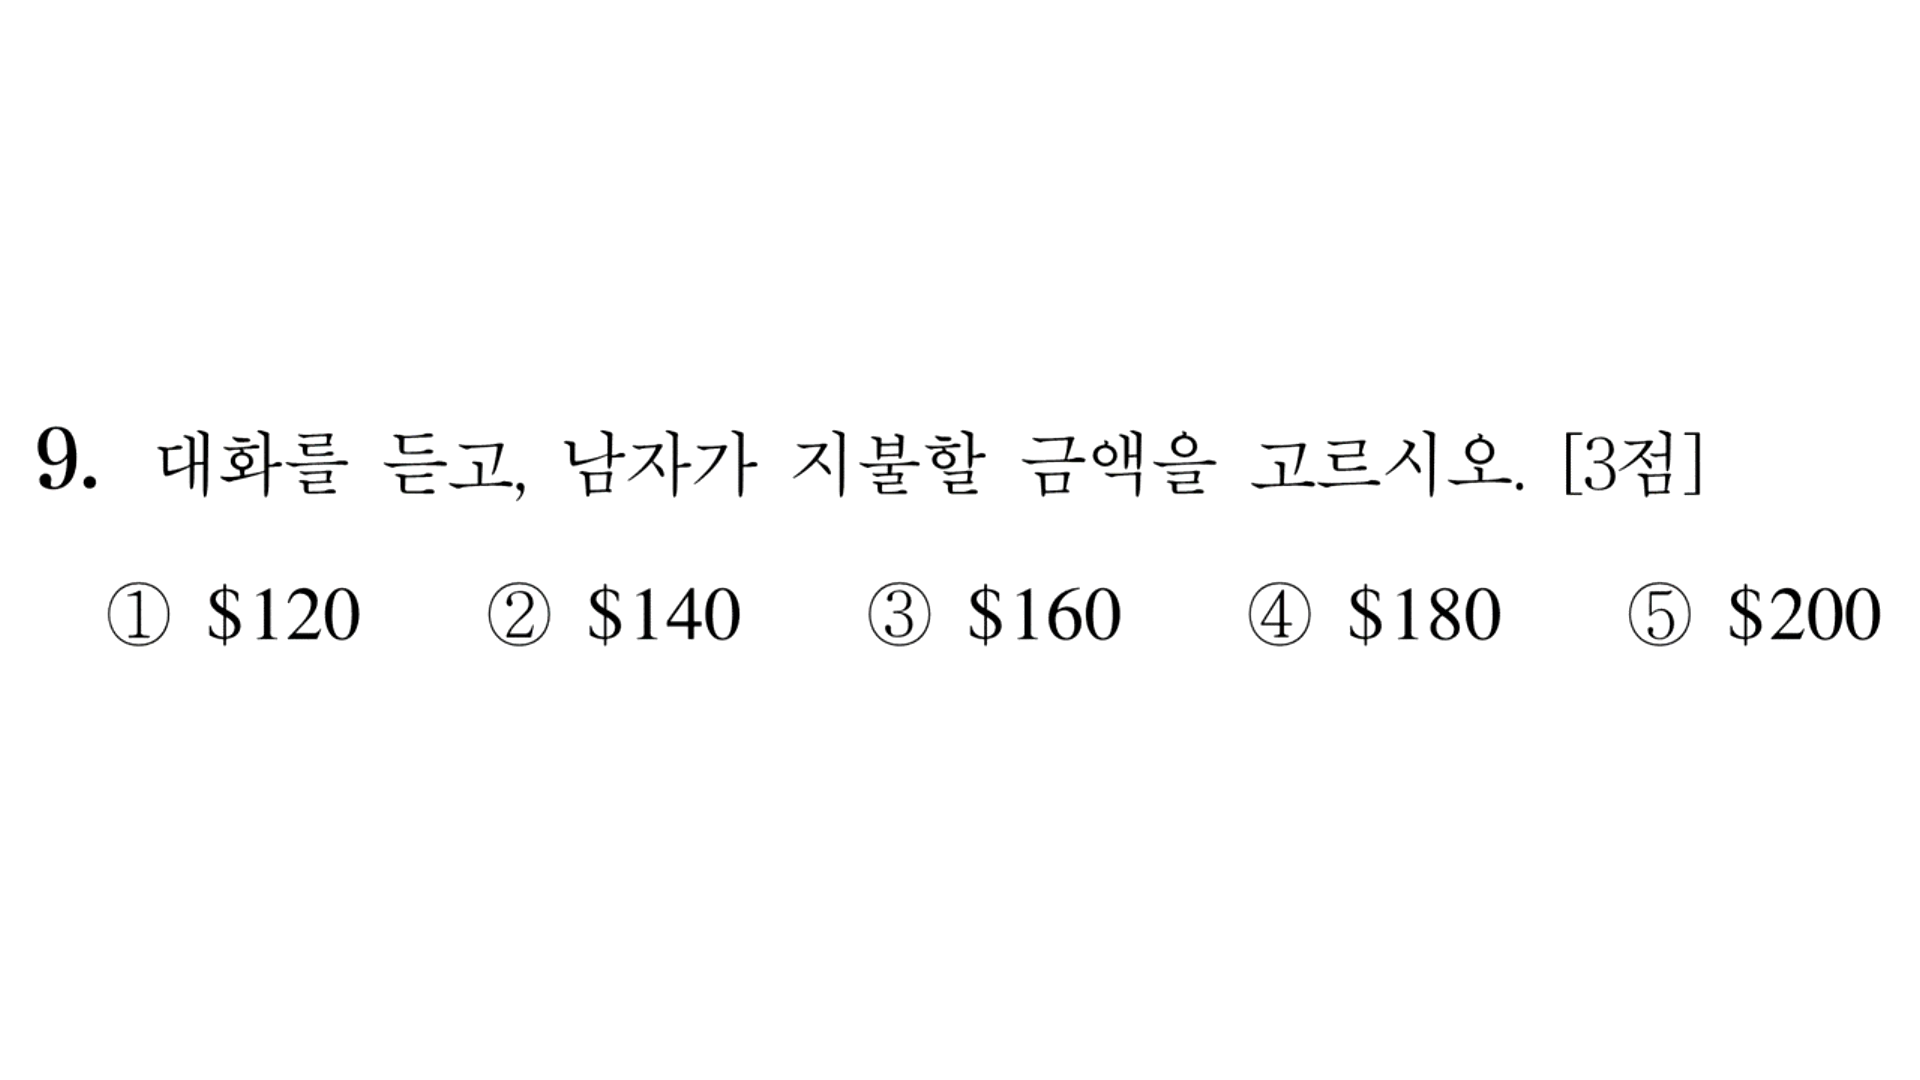 9. 대화를 듣고, 남자가 지불할 금액을 고르시오. [3점]
① $120 ② $140 ③ $160 ④ $180 ⑤ $200